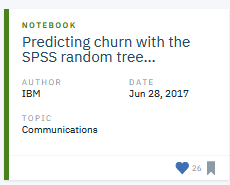 NOTEBOOK
Predicting churn with the
SPSS random tree...
AUTHOR DATE
IBM Jun 28, 2017
TOPIC
Communications
26